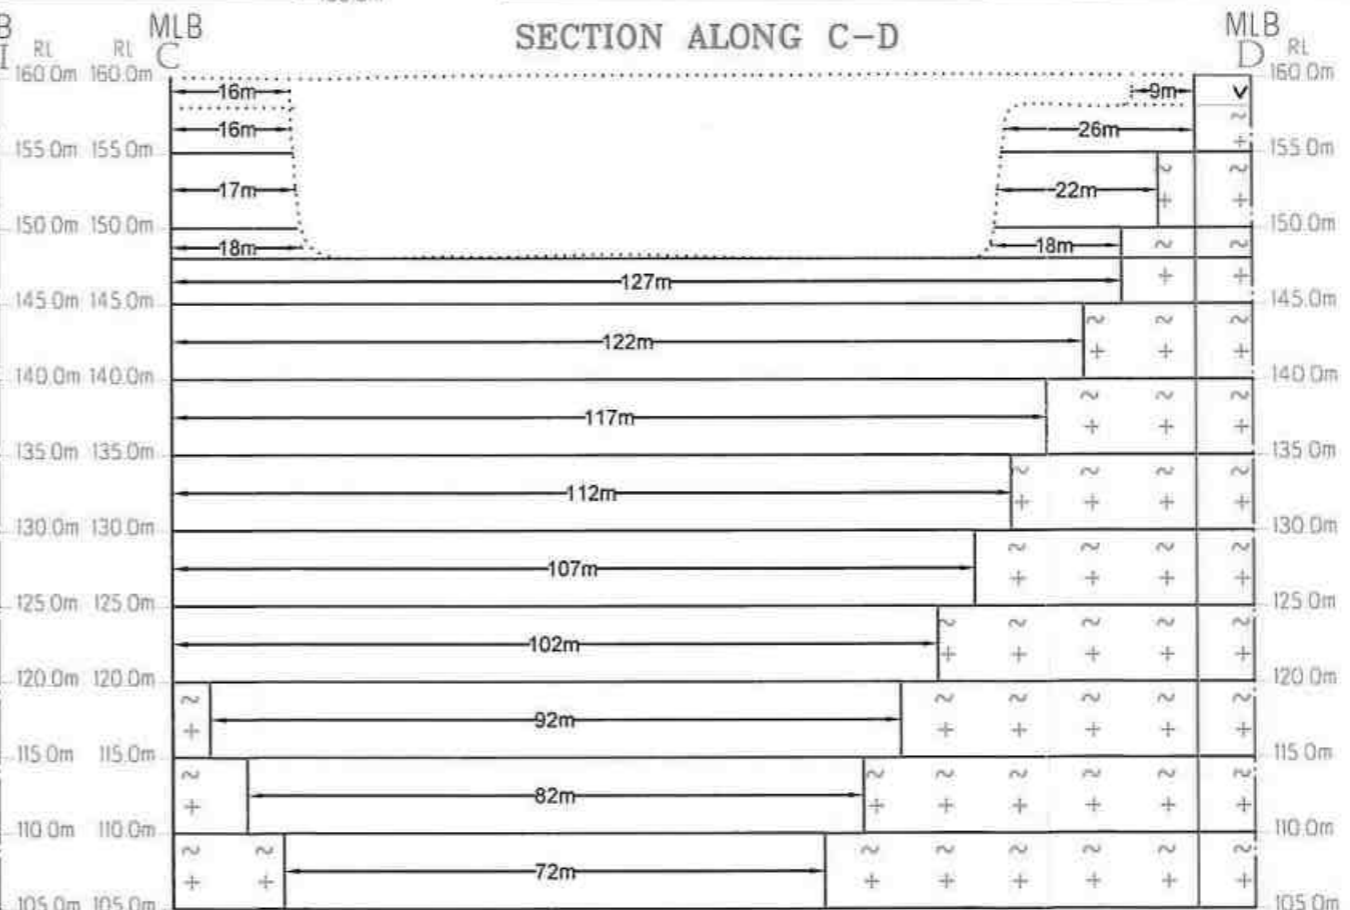 B MLB SECTION ALONG C-D MLB
I RL RL C D RL
160.0m 160.0m 160.0m
16m 9m V
16m 26m
155.0m 155.0m 155.0m
17m 22m
150.0m 150.0m 150.0m
18m 18m
127m
145.0m 145.0m 145.0m
122m
140.0m 140.0m 140.0m
117m
135.0m 135.0m 135.0m
112m
130.0m 130.0m 130.0m
107m
125.0m 125.0m 125.0m
102m
120.0m 120.0m 120.0m
92m
115.0m 115.0m 115.0m
82m
110.0m 110.0m 110.0m
72m
105.0m 105.0m 105.0m